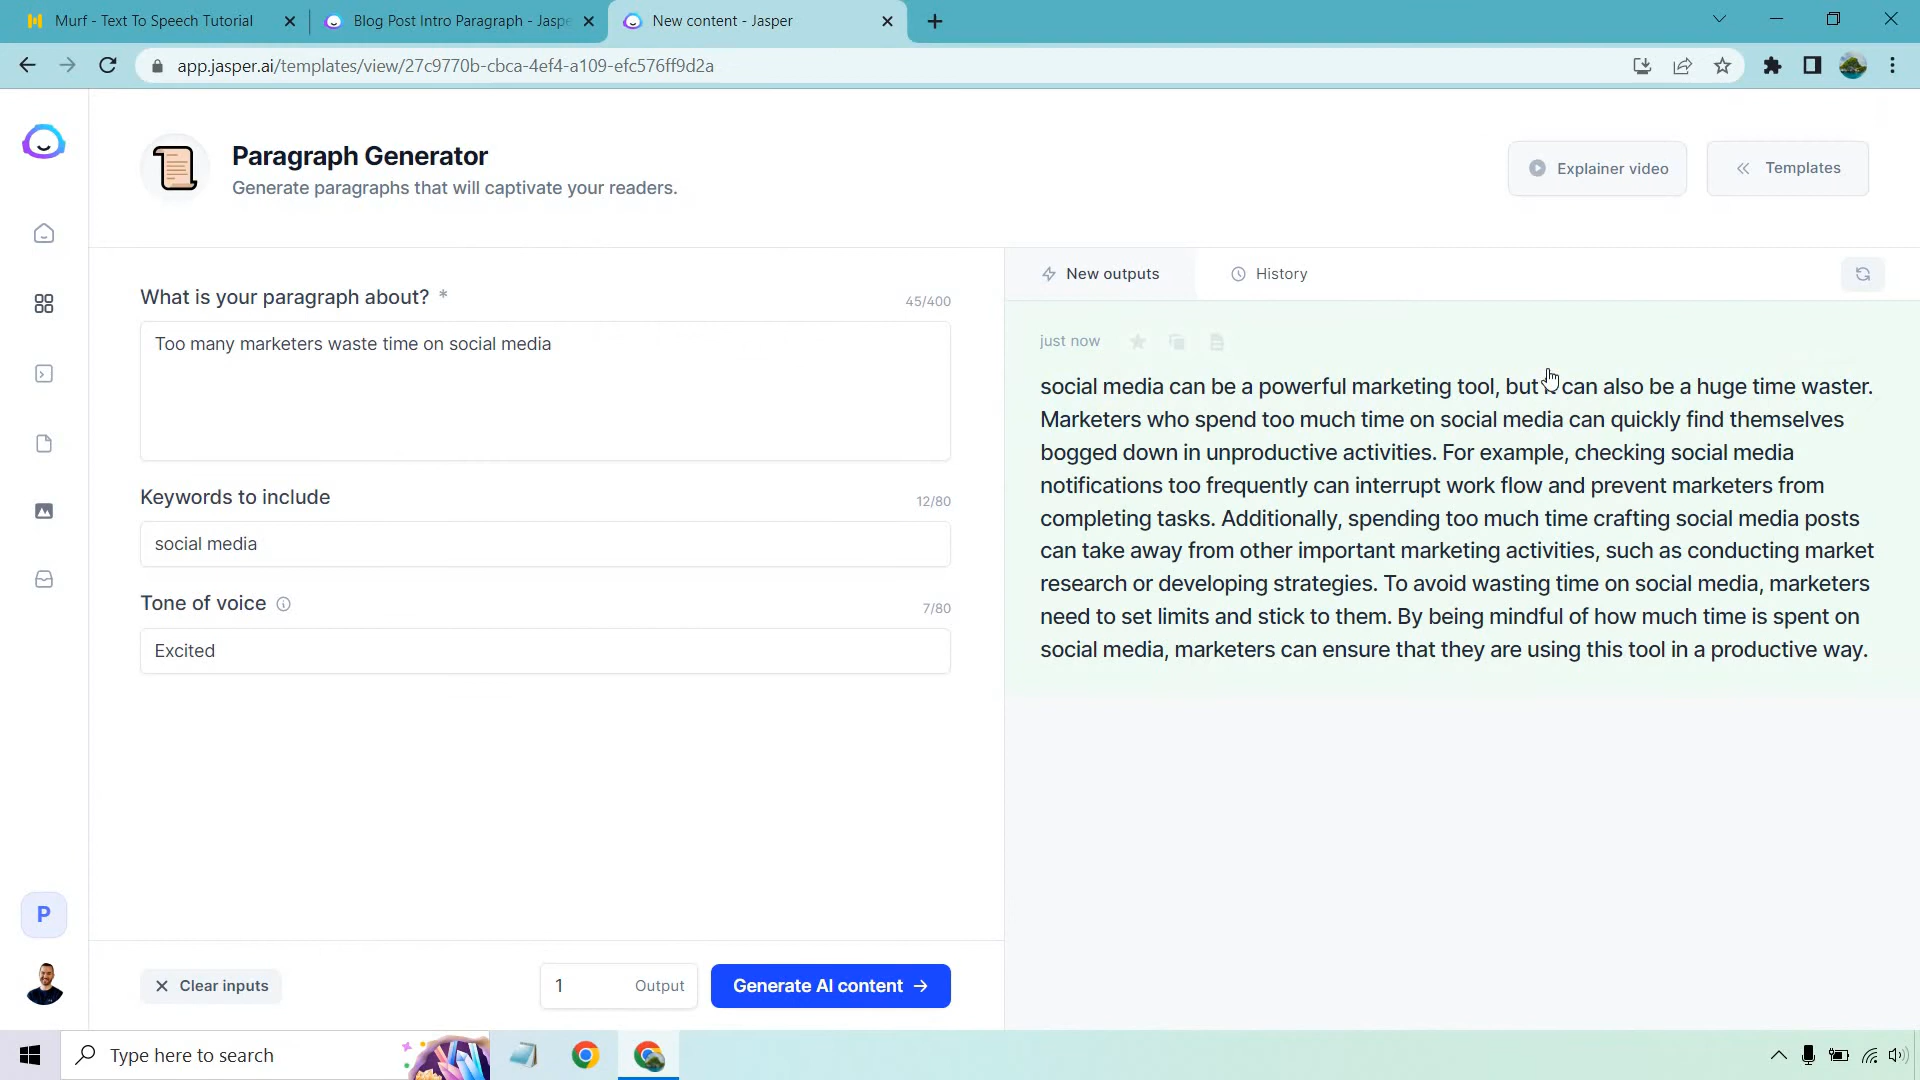 Murf - Text To Speech Tutorial
Blog Post Intro Paragraph - Jaspe
New content - Jasper
app.jasper.ai/templates/view/27c9770b-cbca-4ef4-a109-efc576ff9d2a
Paragraph Generator
Generate paragraphs that will captivate your readers.
Explainer video
Templates
What is your paragraph about? *
45/400
Too many marketers waste time on social media
Keywords to include
12/80
social media
Tone of voice
7/80
Excited
Clear inputs
1 Output
Generate AI content →
New outputs
History
just now
social media can be a powerful marketing tool, but it can also be a huge time waster.
Marketers who spend too much time on social media can quickly find themselves
bogged down in unproductive activities. For example, checking social media
notifications too frequently can interrupt work flow and prevent marketers from
completing tasks. Additionally, spending too much time crafting social media posts
can take away from other important marketing activities, such as conducting market
research or developing strategies. To avoid wasting time on social media, marketers
need to set limits and stick to them. By being mindful of how much time is spent on
social media, marketers can ensure that they are using this tool in a productive way.
P
Type here to search